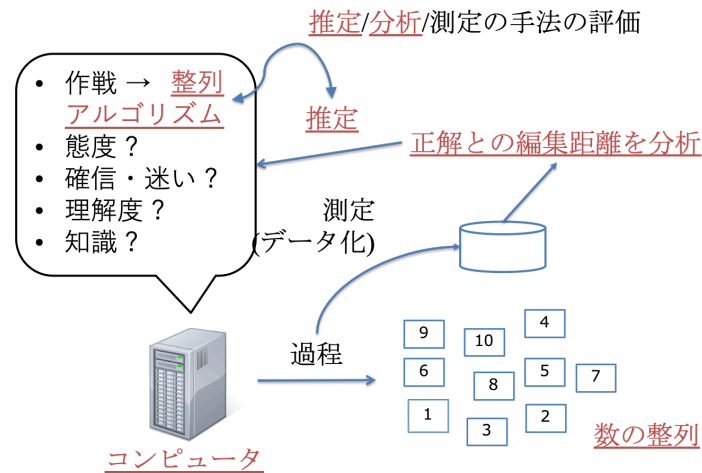 推定/分析/測定の手法の評価
• 作戦 → 整列
アルゴリズム
• 態度？
• 確信・迷い？
• 理解度？
• 知識？
推定
正解との編集距離を分析
測定
(データ化)
過程
4
9
10
6
8
5
7
1
3
2
数の整列
コンピュータ